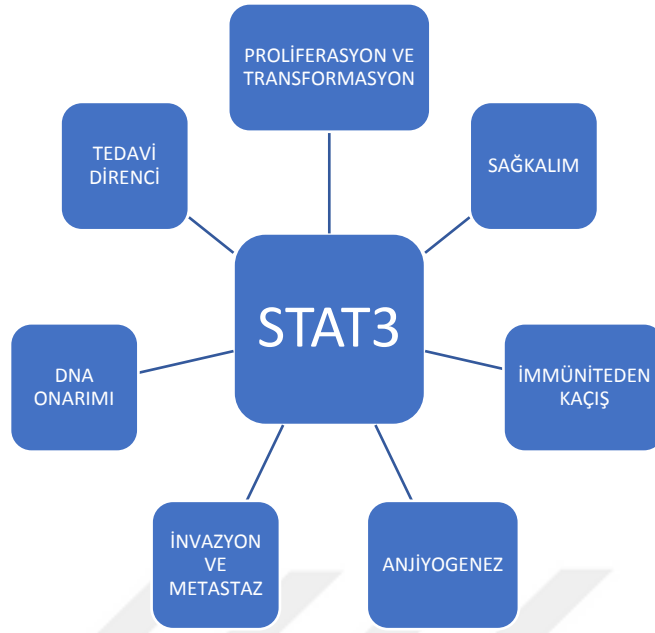 PROLİFERASYON VE
TRANSFORMASYON
TEDAVİ
DİRENCİ
SAĞKALIM
STAT3
DNA
ONARIMI
İMMÜNİTEDEN
KAÇIŞ
İNVAZYON
VE
METASTAZ
ANJİYOGENEZ